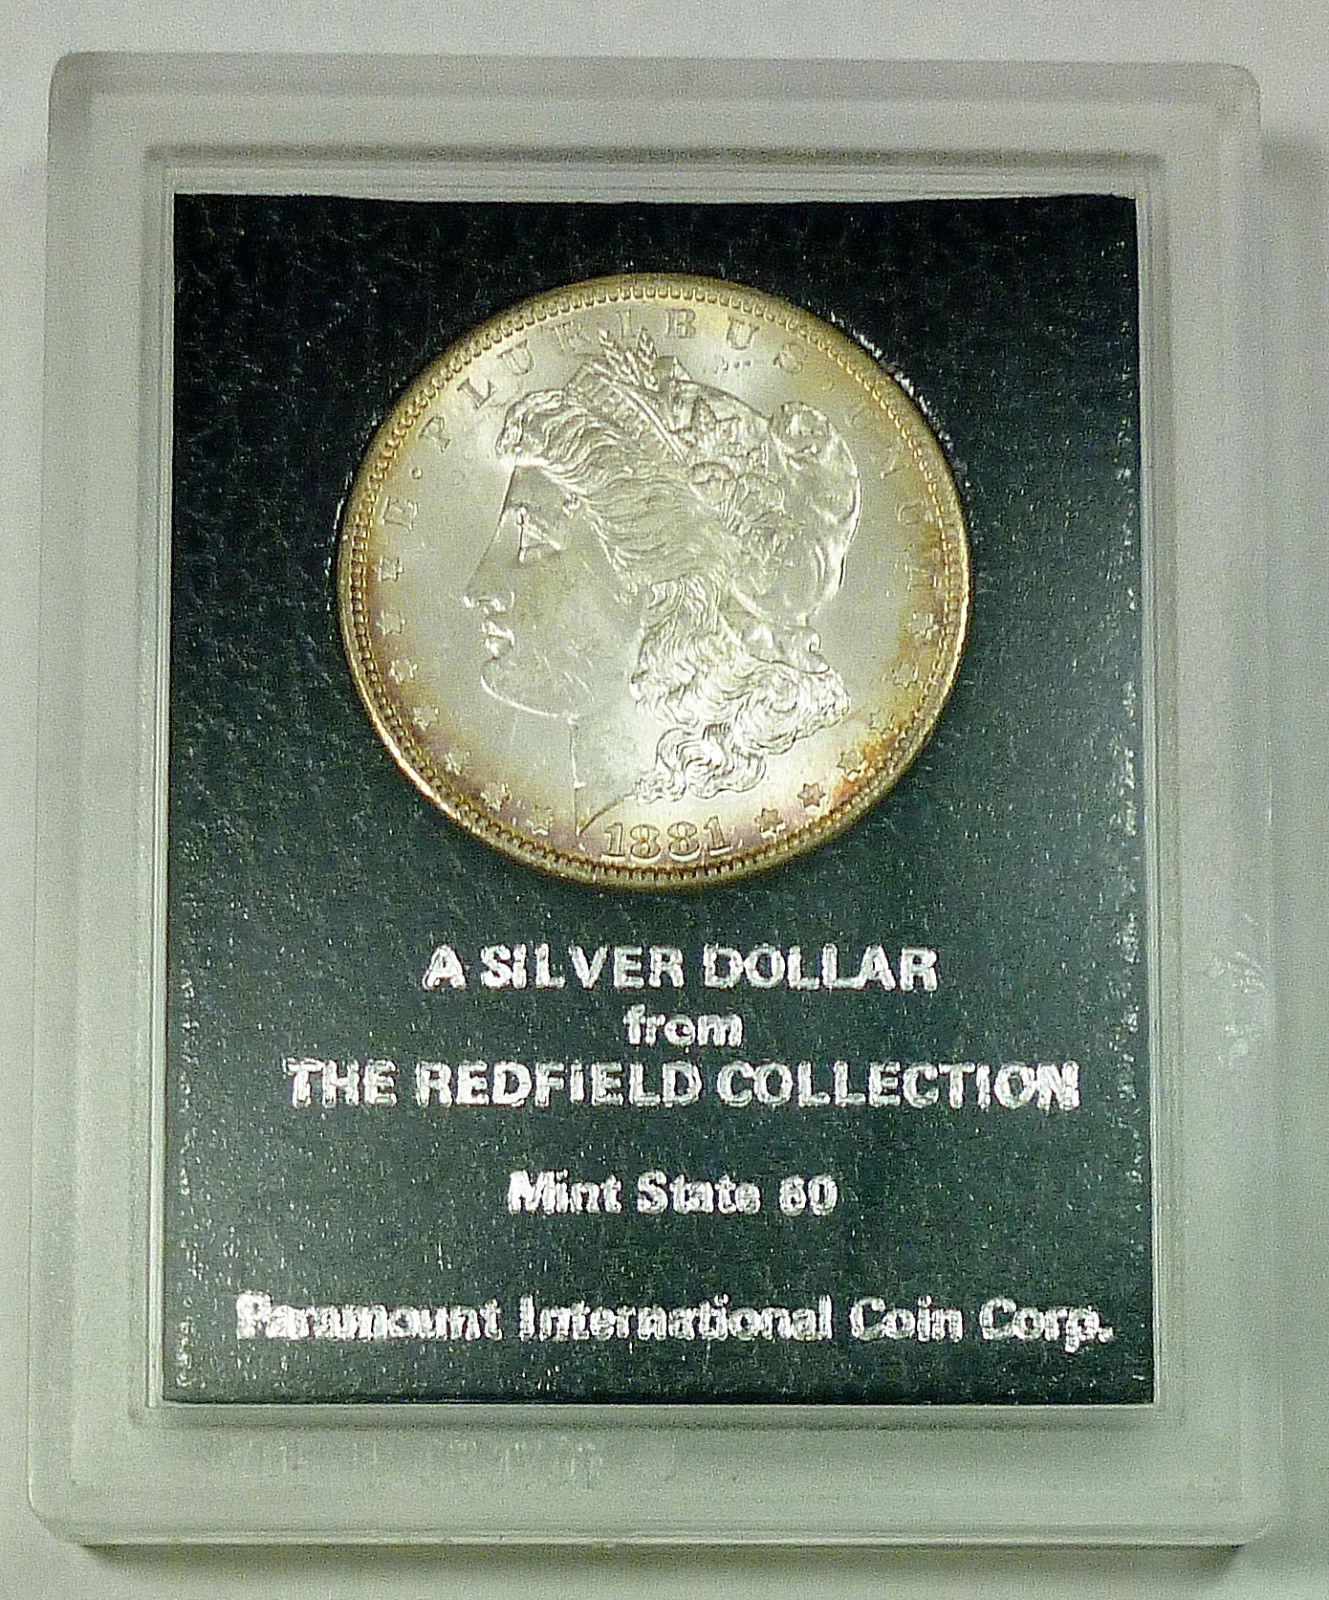 E · PLURIBUS · UNUM
1881
A SILVER DOLLAR
from
THE REDFIELD COLLECTION
Mint State 60
Paramount International Coin Corp.